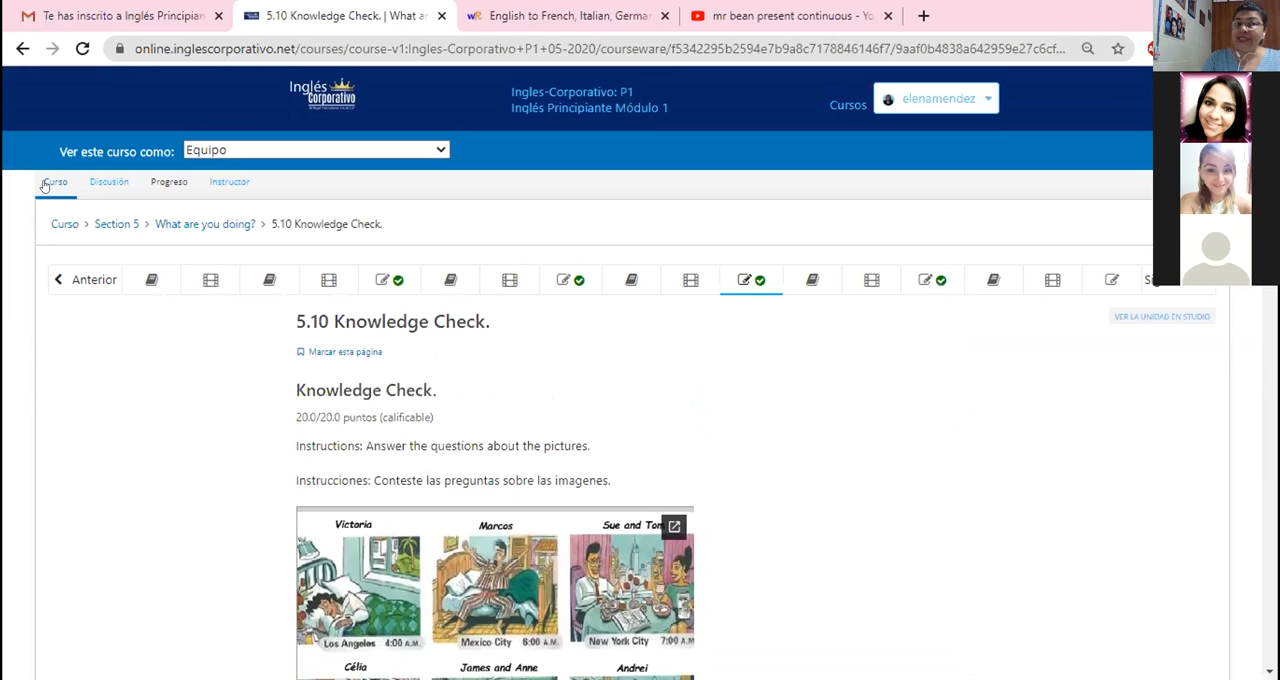 Te has inscrito a Inglés Principian
5.10 Knowledge Check. | What ar
English to French, Italian, Germa
mr bean present continuous - Yo
online.inglescorporativo.net/courses/course-v1:Ingles-Corporativo+P1+05-2020/courseware/f5342295b2594e7b9a8c7178846146f7/9aaf0b4838a642959e27c6cf...
Inglés
Corporativo
Ingles-Corporativo: P1
Inglés Principiante Módulo 1
Cursos
elenamendez
Ver este curso como:
Equipo
Curso
Discusión
Progreso
Instructor
Curso > Section 5 > What are you doing? > 5.10 Knowledge Check.
Anterior
5.10 Knowledge Check.
VER LA UNIDAD EN STUDIO
Marcar esta página
Knowledge Check.
20.0/20.0 puntos (calificable)
Instructions: Answer the questions about the pictures.
Instrucciones: Conteste las preguntas sobre las imagenes.
Victoria
Marcos
Sue and Tom
Los Angeles 4:00 A.M.
Mexico City 6:00 A.M.
New York City 7:00 A.M
Célia
James and Anne
Andrei